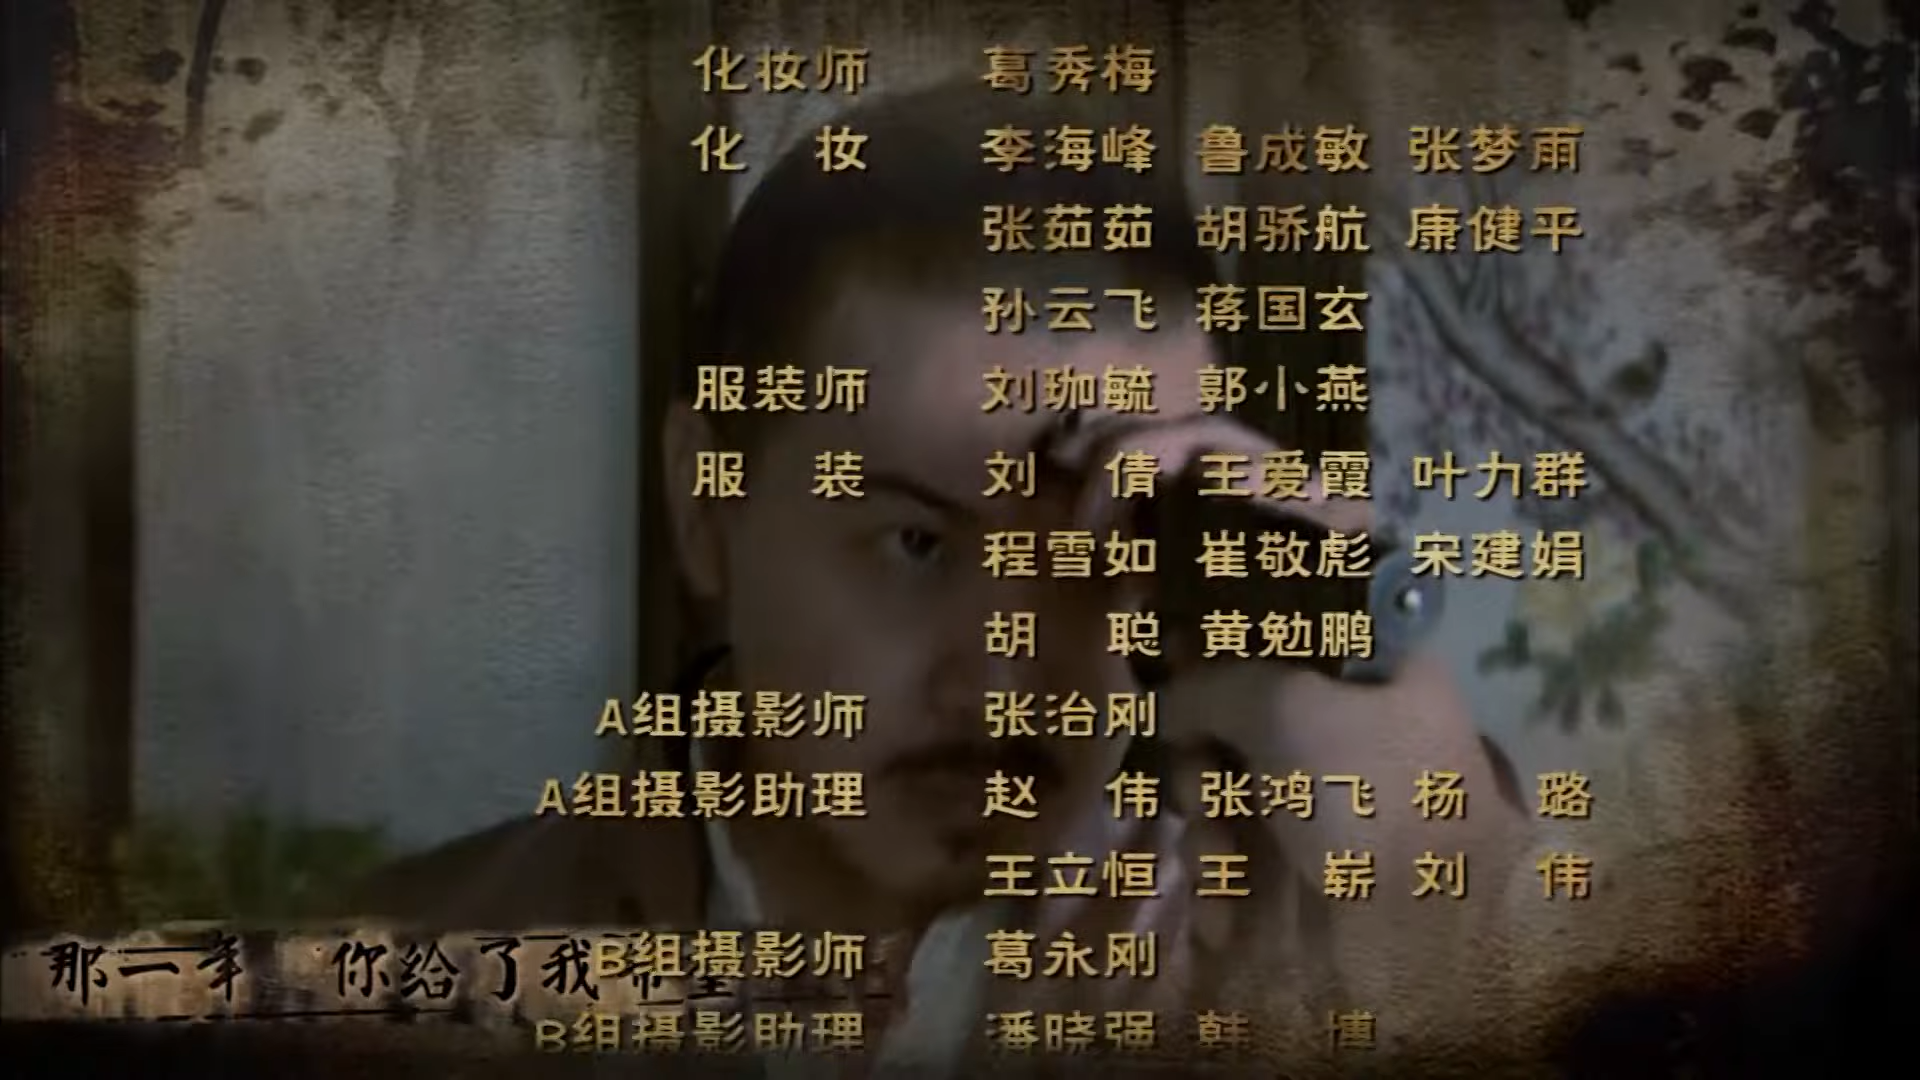 化妆师 葛秀梅
化 妆 李海峰 鲁成敏 张梦雨
张茹茹 胡骄航 康健平
孙云飞 蒋国玄
服装师 刘珈毓 郭小燕
服 装 刘 倩 王爱霞 叶力群
程雪如 崔敬彪 宋建娟
胡 聪 黄勉鹏
A组摄影师 张治刚
A组摄影助理 赵 伟 张鸿飞 杨 璐
王立恒 王 崭 刘 伟
B组摄影师 葛永刚
那一年 你给了我希望
B组摄影助理 潘晓强 韩 博